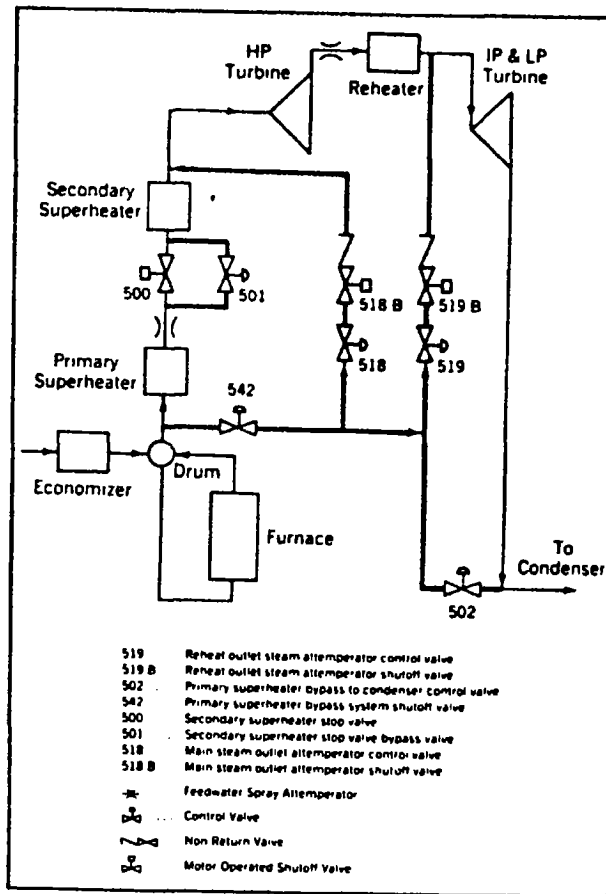 HP
Turbine
Reheater
IP & LP
Turbine
Secondary
Superheater
500
501
518 B
519 B
Primary
Superheater
542
518
519
Economizer
Drum
Furnace
To
Condenser
502
519 Reheat outlet steam attemperator control valve
519 B Reheat outlet steam attemperator shutoff valve
502 . Primary superheater bypass to condenser control valve
542 Primary superheater bypass system shutoff valve
500 Secondary superheater stop valve
501 Secondary superheater stop valve bypass valve
518 Main steam outlet attemperator control valve
518 B Main steam outlet attemperator shutoff valve
Feedwater Spray Attemperator
... Control Valve
Non Return Valve
Motor Operated Shutoff Valve